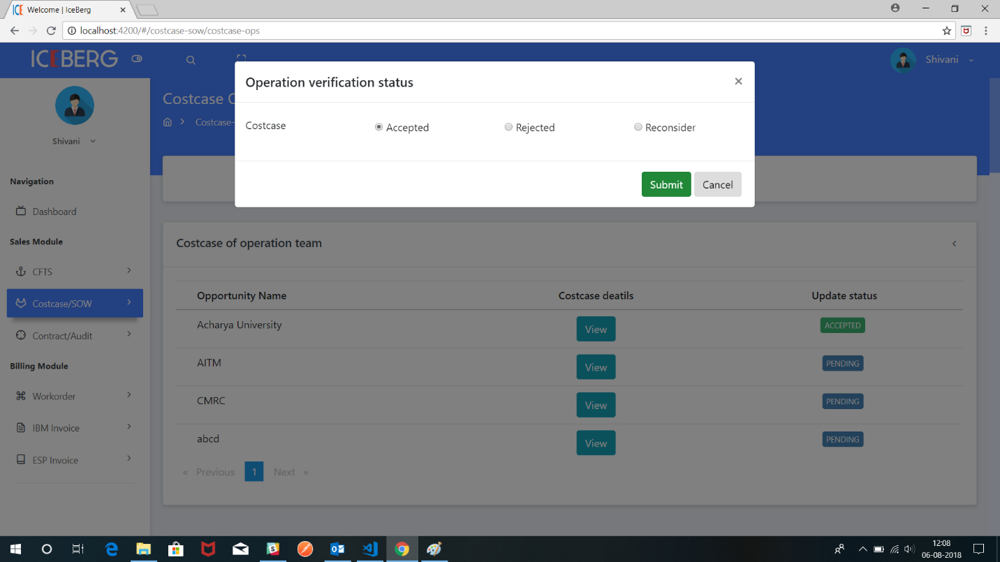 Welcome | IceBerg
localhost:4200/#/costcase-sow/costcase-ops
ICEBERG
Shivani
Operation verification status ×
Costcase Accepted Rejected Reconsider
Submit Cancel
Shivani
Costcase C
Costcase-
Navigation
Dashboard
Sales Module
CFTS
Costcase/SOW
Contract/Audit
Billing Module
Workorder
IBM Invoice
ESP Invoice
Costcase of operation team
Opportunity Name Costcase deatils Update status
Acharya University View ACCEPTED
AITM View PENDING
CMRC View PENDING
abcd View PENDING
« Previous 1 Next »
12:08
06-08-2018